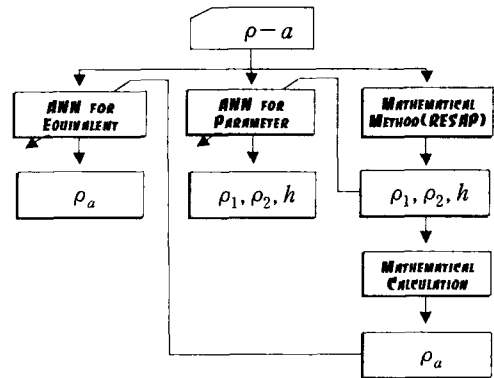 ρ − a
ANN FOR
EQUIVALENT
ANN FOR
PARAMETER
MATHEMATICAL
METHOD(RESAP)
ρₐ
ρ₁, ρ₂, h
ρ₁, ρ₂, h
MATHEMATICAL
CALCULATION
ρₐ